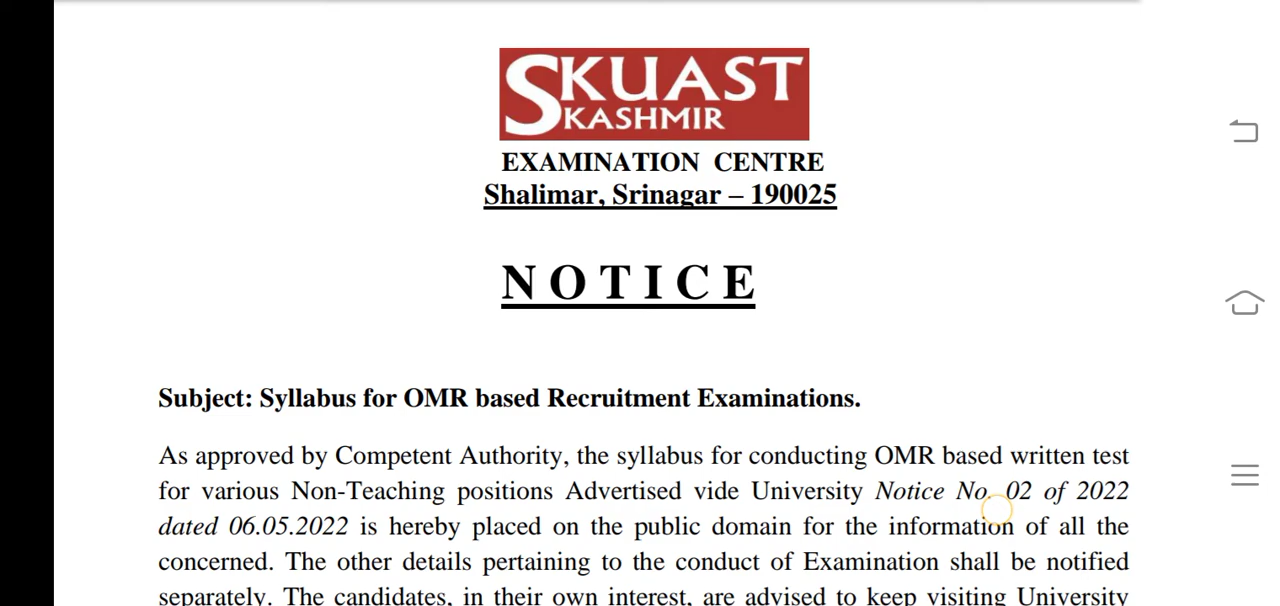 SKUAST
KASHMIR
EXAMINATION CENTRE
Shalimar, Srinagar – 190025
NOTICE
Subject: Syllabus for OMR based Recruitment Examinations.
As approved by Competent Authority, the syllabus for conducting OMR based written test
for various Non-Teaching positions Advertised vide University Notice No. 02 of 2022
dated 06.05.2022 is hereby placed on the public domain for the information of all the
concerned. The other details pertaining to the conduct of Examination shall be notified
separately. The candidates, in their own interest, are advised to keep visiting University